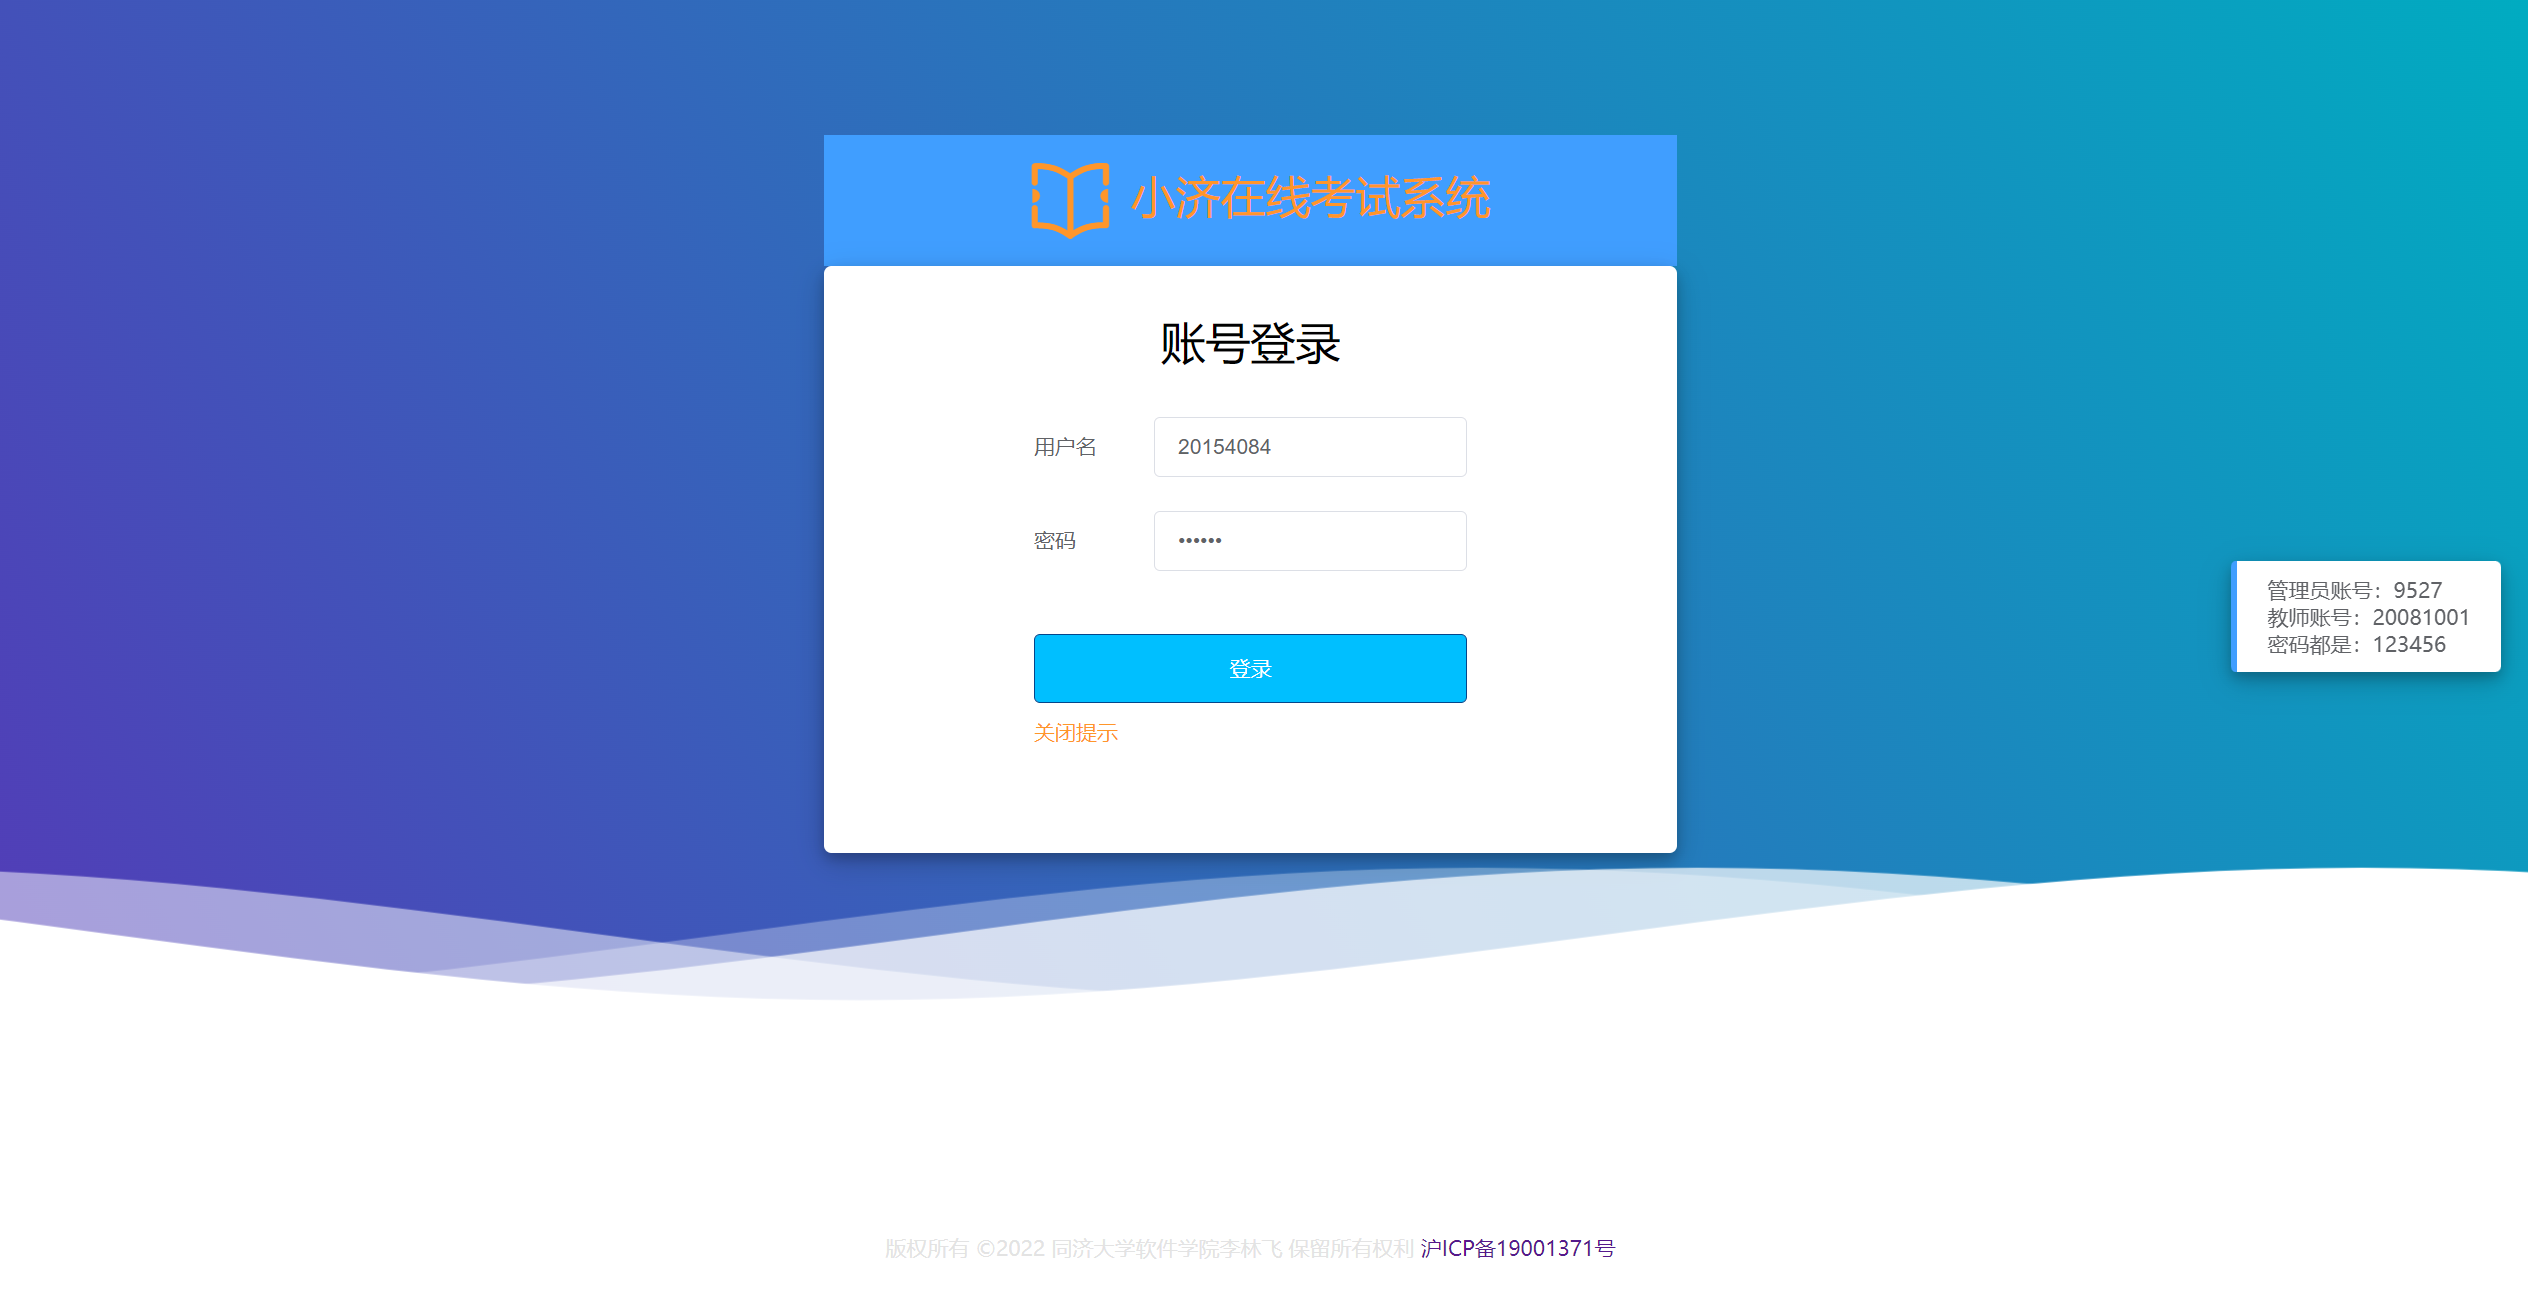 小济在线考试系统
账号登录
用户名 20154084
密码 ••••••
登录
关闭提示
管理员账号：9527
教师账号：20081001
密码都是：123456
版权所有 ©2022 同济大学软件学院李林飞 保留所有权利 沪ICP备19001371号